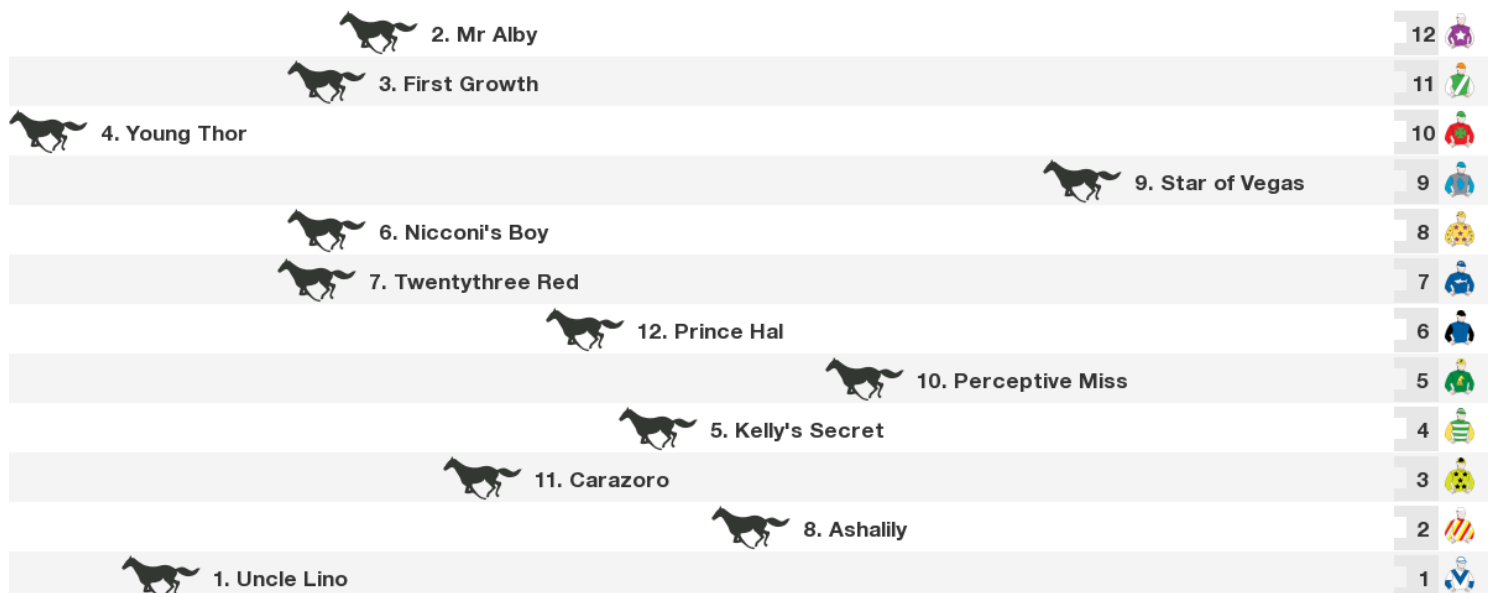 2. Mr Alby 12
3. First Growth 11
4. Young Thor 10
9. Star of Vegas 9
6. Nicconi's Boy 8
7. Twentythree Red 7
12. Prince Hal 6
10. Perceptive Miss 5
5. Kelly's Secret 4
11. Carazoro 3
8. Ashalily 2
1. Uncle Lino 1